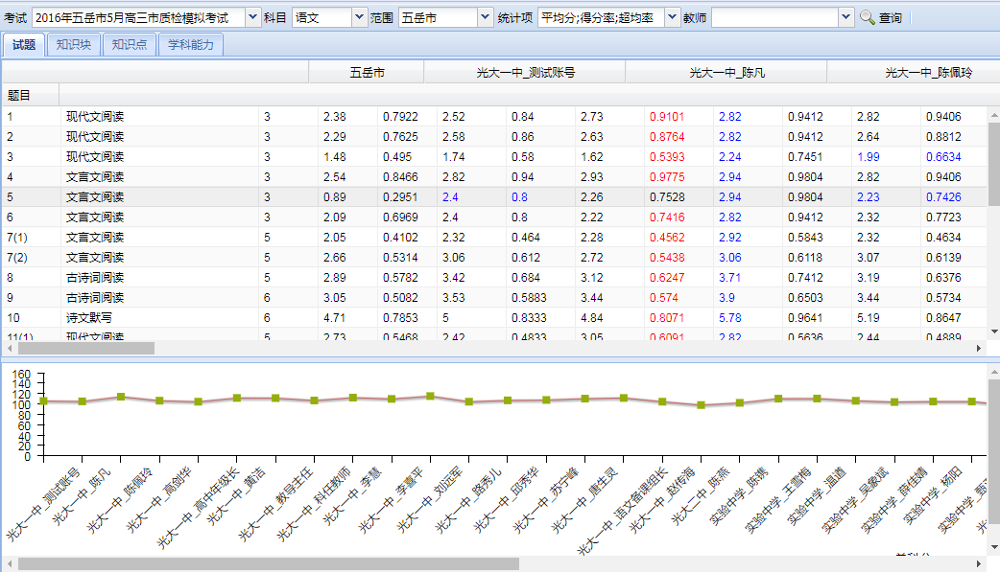 考试 2016年五岳市5月高三市质检模拟考试 科目 语文 范围 五岳市 统计项 平均分;得分率;超均率 教师 查询
试题 知识块 知识点 学科能力
五岳市 光大一中_测试账号 光大一中_陈凡 光大一中_陈佩玲
题目
1 现代文阅读 3 2.38 0.7922 2.52 0.84 2.73 0.9101 2.82 0.9412 2.82 0.9406
2 现代文阅读 3 2.29 0.7625 2.58 0.86 2.63 0.8764 2.82 0.9412 2.64 0.8812
3 现代文阅读 3 1.48 0.495 1.74 0.58 1.62 0.5393 2.24 0.7451 1.99 0.6634
4 文言文阅读 3 2.54 0.8466 2.82 0.94 2.93 0.9775 2.94 0.9804 2.82 0.9406
5 文言文阅读 3 0.89 0.2951 2.4 0.8 2.26 0.7528 2.94 0.9804 2.23 0.7426
6 文言文阅读 3 2.09 0.6969 2.4 0.8 2.22 0.7416 2.82 0.9412 2.32 0.7723
7(1) 文言文阅读 5 2.05 0.4102 2.32 0.464 2.28 0.4562 2.92 0.5843 2.32 0.4634
7(2) 文言文阅读 5 2.66 0.5314 3.06 0.612 2.72 0.5438 3.06 0.6118 3.07 0.6139
8 古诗词阅读 5 2.89 0.5782 3.42 0.684 3.12 0.6247 3.71 0.7412 3.19 0.6376
9 古诗词阅读 6 3.05 0.5082 3.53 0.5883 3.44 0.574 3.9 0.6503 3.44 0.5734
10 诗文默写 6 4.71 0.7853 5 0.8333 4.84 0.8071 5.78 0.9641 5.19 0.8647
11(1) 现代文阅读 5 2.73 0.5468 2.42 0.4833 3.05 0.6091 2.82 0.5636 2.44 0.4889
160
140
120
100
80
60
40
20
0
光大一中_测试账号
光大一中_陈凡
光大一中_陈佩玲
光大一中_高剑华
光大一中_高中年级长
光大一中_黄洁
光大一中_教导主任
光大一中_科任教师
光大一中_李慧
光大一中_李喜平
光大一中_刘远军
光大一中_路秀儿
光大一中_邱秀华
光大一中_苏宁峰
光大一中_唐生灵
光大一中_语文备课组长
光大一中_赵传海
光大二中_陈燕
实验中学_陈镌
实验中学_王雪梅
实验中学_温道
实验中学_吴象斌
实验中学_薛佳婧
实验中学_杨阳